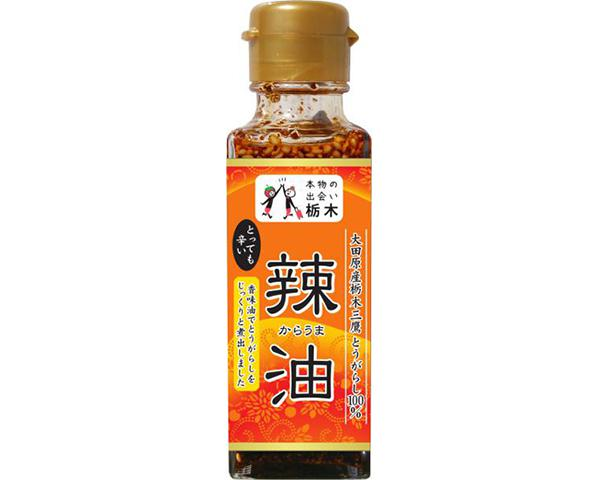 本物の
出会い
栃木
とっても
辛い
大田原産栃木三鷹とうがらし100%
辣油
からうま
香味油でとうがらしを
じっくりと煮出しました